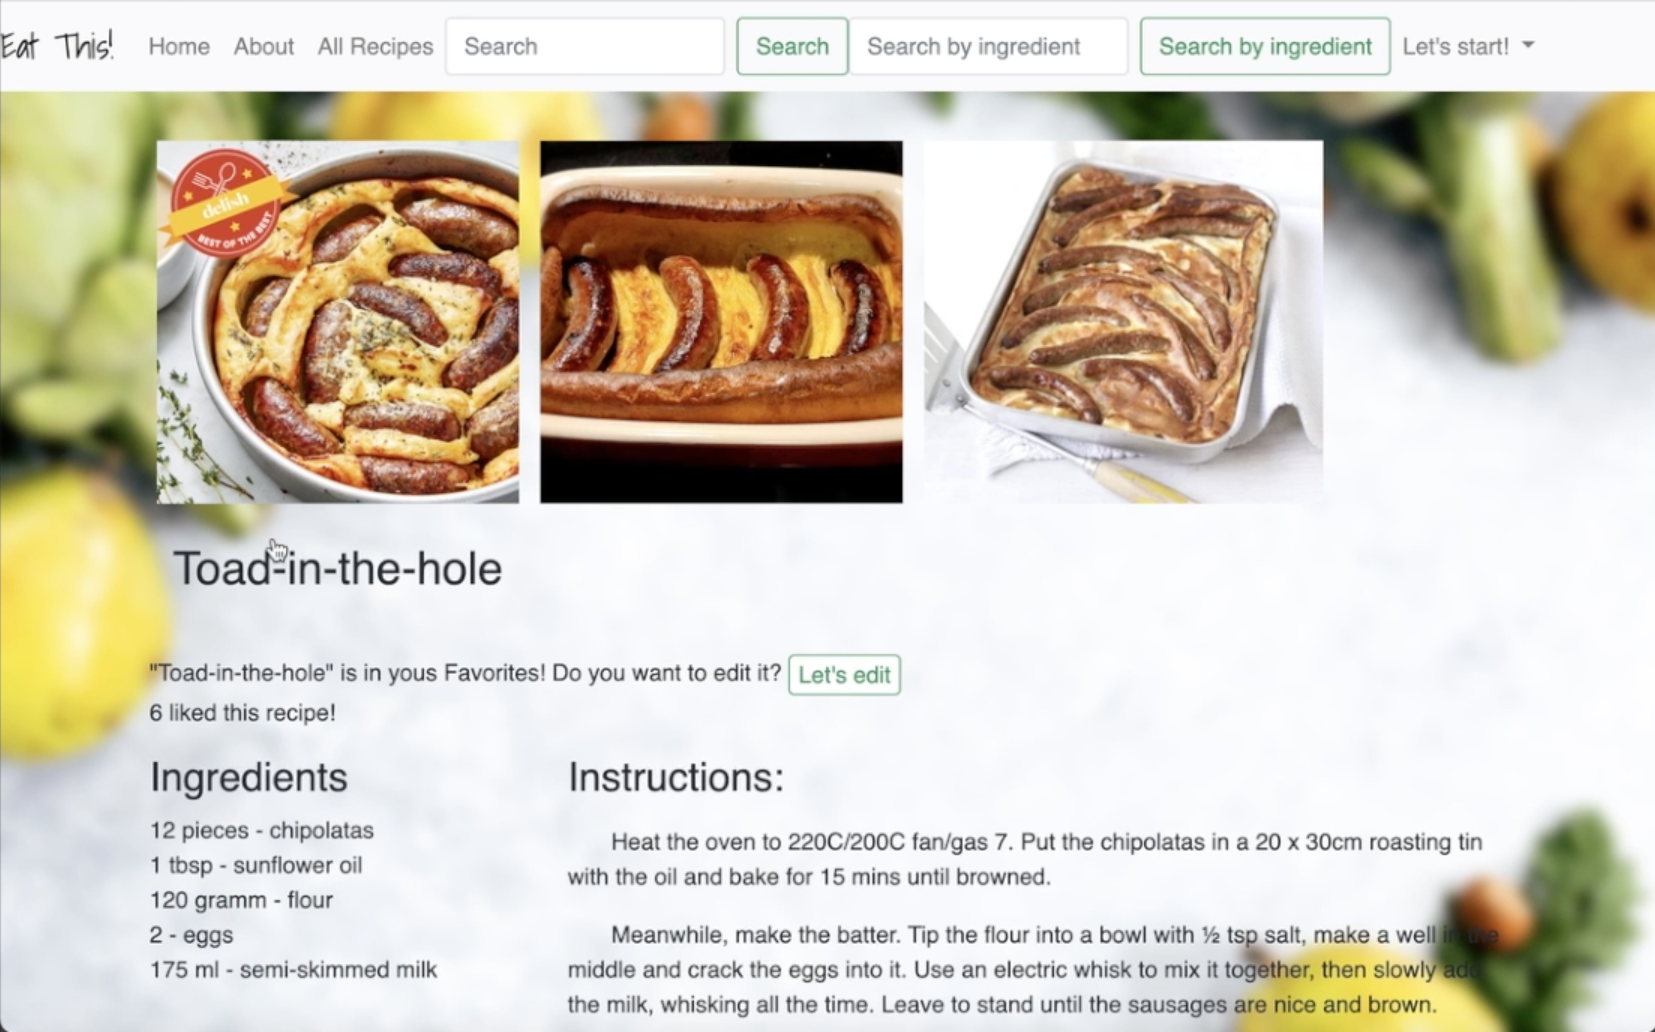 Eat This! Home About All Recipes Search Search Search by ingredient Search by ingredient Let's start!
delish
BEST OF THE BEST
Toad-in-the-hole
"Toad-in-the-hole" is in yous Favorites! Do you want to edit it? Let's edit
6 liked this recipe!
Ingredients
12 pieces - chipolatas
1 tbsp - sunflower oil
120 gramm - flour
2 - eggs
175 ml - semi-skimmed milk
Instructions:
Heat the oven to 220C/200C fan/gas 7. Put the chipolatas in a 20 x 30cm roasting tin
with the oil and bake for 15 mins until browned.
Meanwhile, make the batter. Tip the flour into a bowl with ½ tsp salt, make a well in the
middle and crack the eggs into it. Use an electric whisk to mix it together, then slowly add
the milk, whisking all the time. Leave to stand until the sausages are nice and brown.